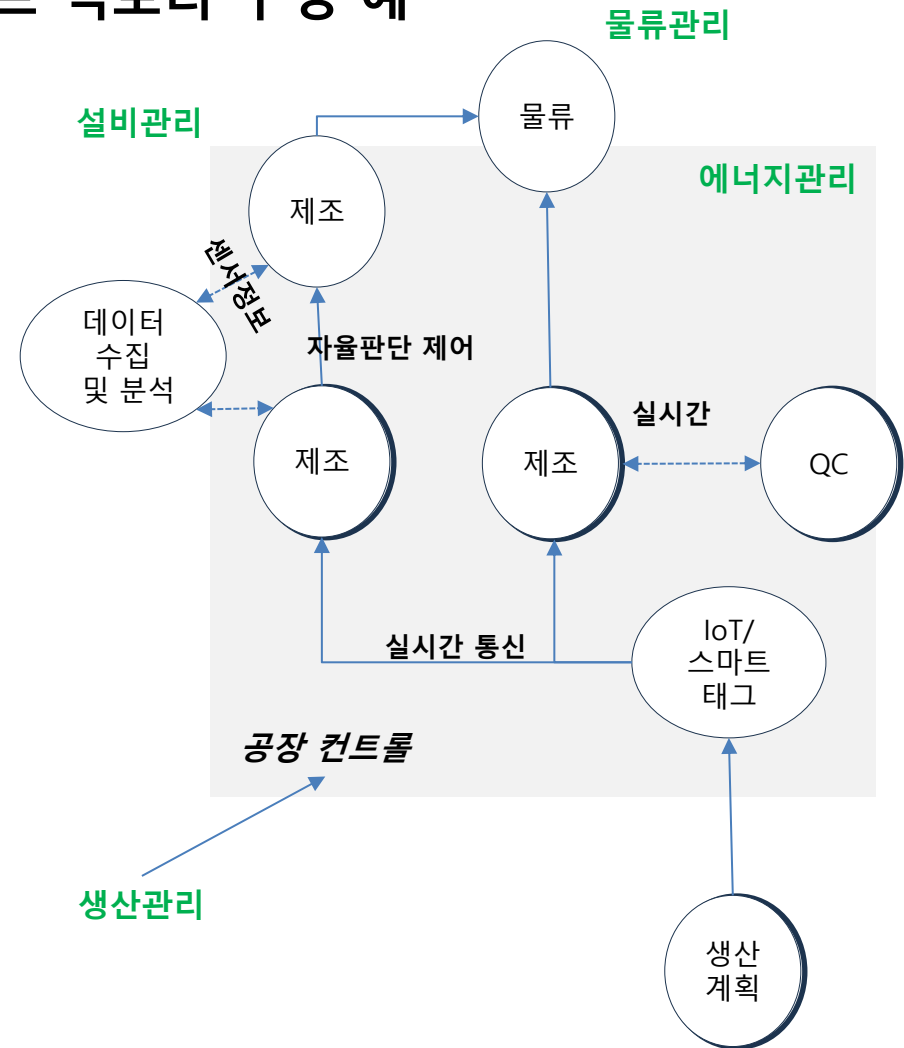 물류관리
설비관리
물류
에너지관리
제조
센서정보
데이터
수집
및 분석
자율판단 제어
실시간
제조
제조
QC
실시간 통신
IoT/
스마트
태그
공장 컨트롤
생산관리
생산
계획